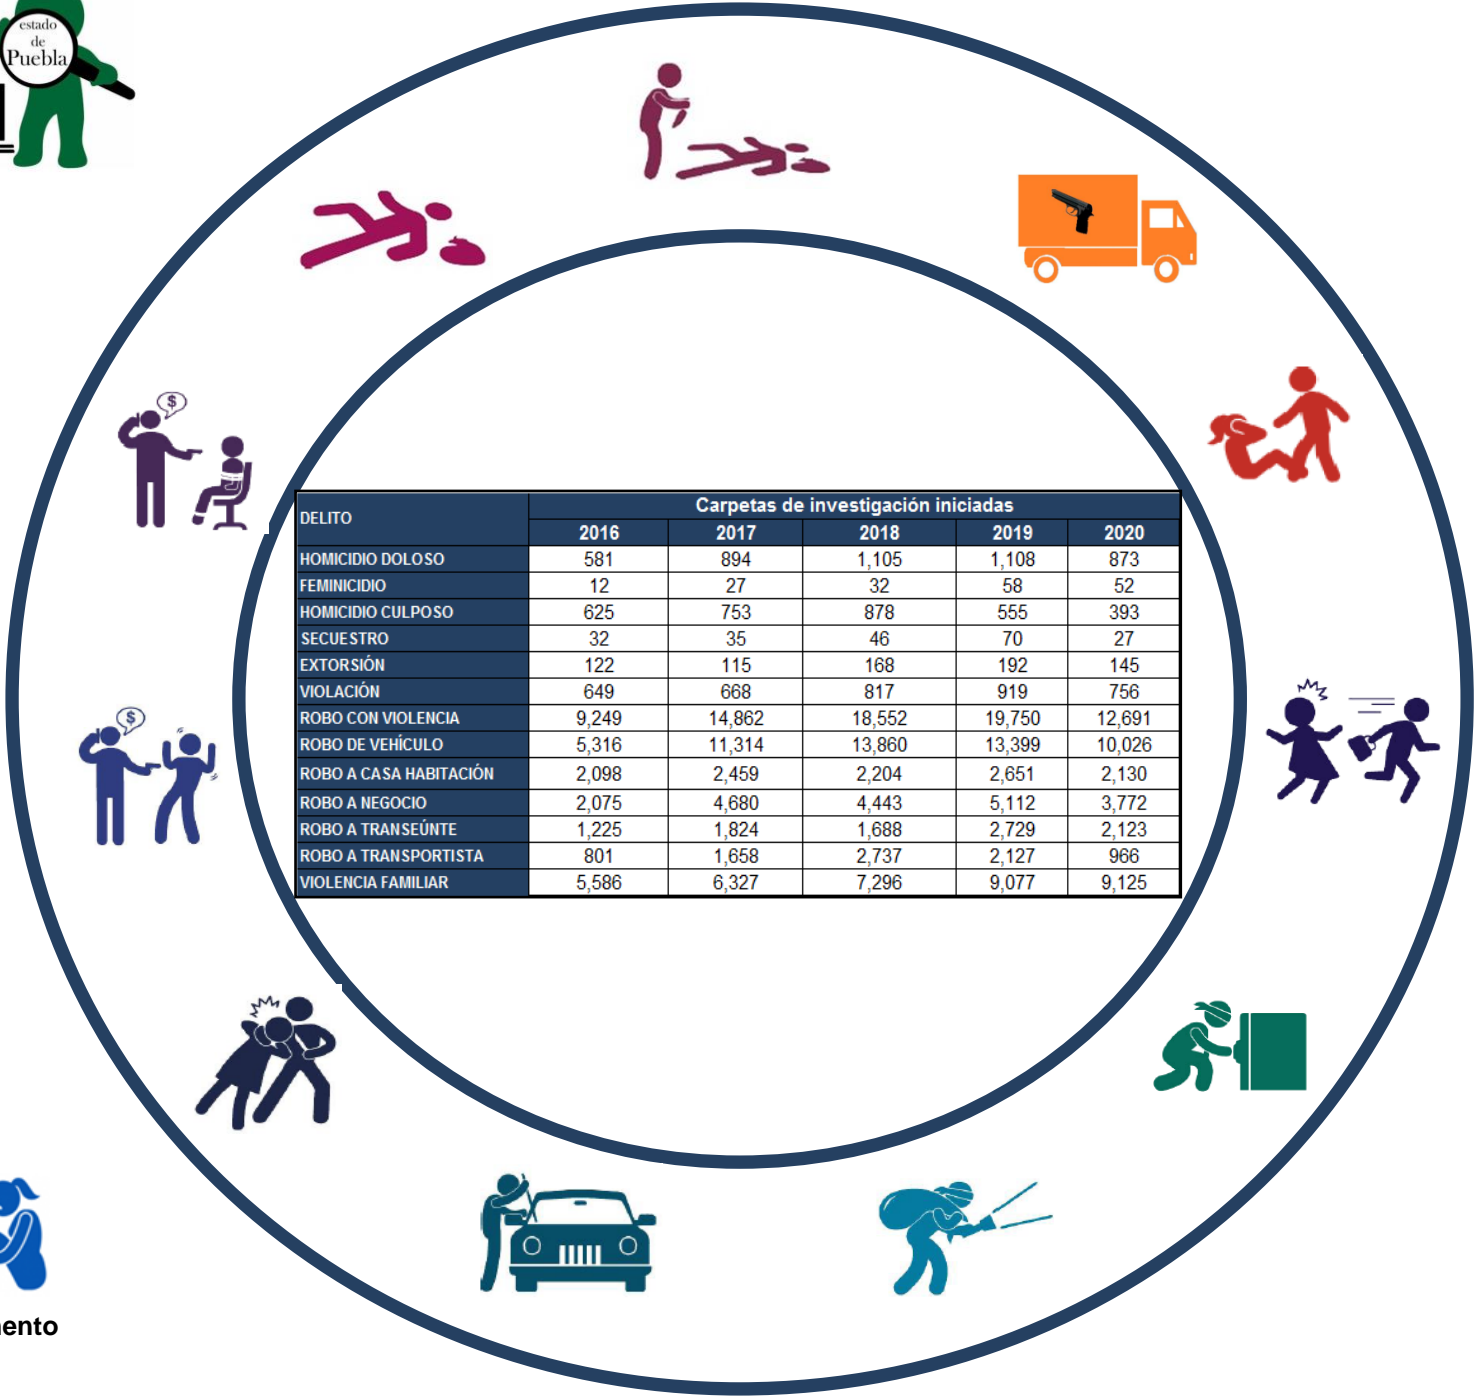 estado
de
Puebla
$
$
DELITO
Carpetas de investigación iniciadas
2016 2017 2018 2019 2020
HOMICIDIO DOLOSO 581 894 1,105 1,108 873
FEMINICIDIO 12 27 32 58 52
HOMICIDIO CULPOSO 625 753 878 555 393
SECUESTRO 32 35 46 70 27
EXTORSIÓN 122 115 168 192 145
VIOLACIÓN 649 668 817 919 756
ROBO CON VIOLENCIA 9,249 14,862 18,552 19,750 12,691
ROBO DE VEHÍCULO 5,316 11,314 13,860 13,399 10,026
ROBO A CASA HABITACIÓN 2,098 2,459 2,204 2,651 2,130
ROBO A NEGOCIO 2,075 4,680 4,443 5,112 3,772
ROBO A TRANSEÚNTE 1,225 1,824 1,688 2,729 2,123
ROBO A TRANSPORTISTA 801 1,658 2,737 2,127 966
VIOLENCIA FAMILIAR 5,586 6,327 7,296 9,077 9,125